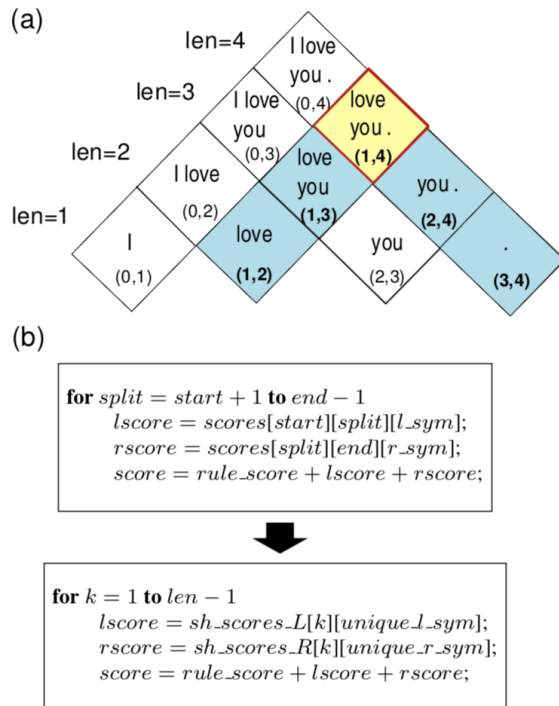 (a)
len=4
I love
you .
(0,4)
len=3
I love
you
(0,3)
love
you .
(1,4)
len=2
I love
(0,2)
love
you
(1,3)
you .
(2,4)
len=1
I
(0,1)
love
(1,2)
you
(2,3)
.
(3,4)
(b)
for split = start + 1 to end − 1
lscore = scores[start][split][l_sym];
rscore = scores[split][end][r_sym];
score = rule_score + lscore + rscore;
for k = 1 to len − 1
lscore = sh_scores_L[k][unique_l_sym];
rscore = sh_scores_R[k][unique_r_sym];
score = rule_score + lscore + rscore;